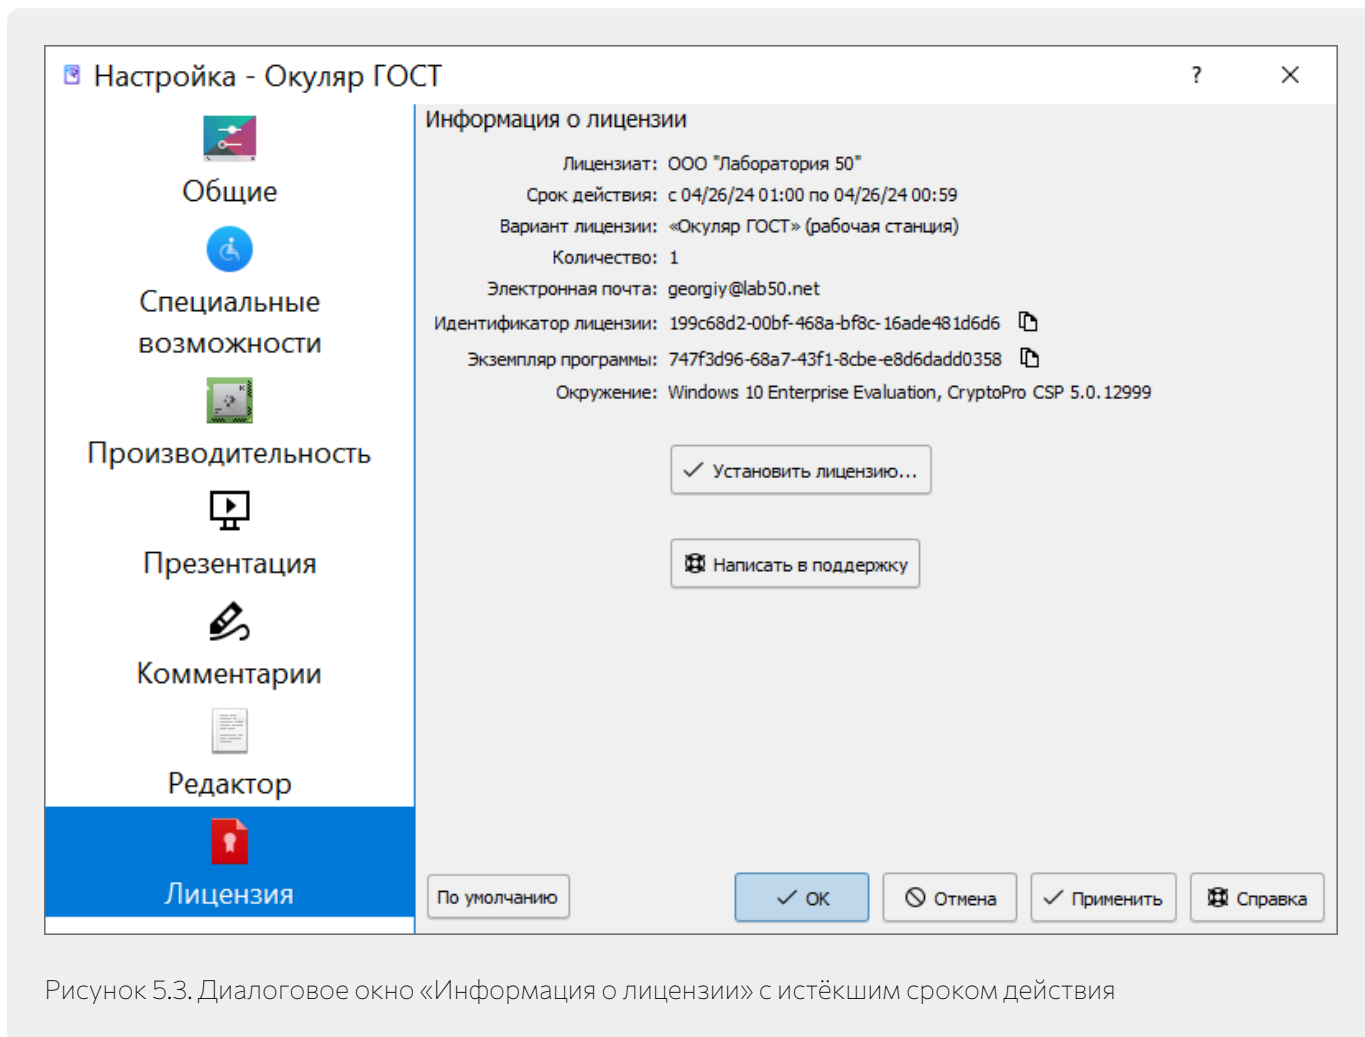 Настройка - Окуляр ГОСТ
?
Общие
Специальные
возможности
Производительность
Презентация
Комментарии
Редактор
Лицензия
Информация о лицензии
Лицензиат: ООО "Лаборатория 50"
Срок действия: с 04/26/24 01:00 по 04/26/24 00:59
Вариант лицензии: «Окуляр ГОСТ» (рабочая станция)
Количество: 1
Электронная почта: georgiy@lab50.net
Идентификатор лицензии: 199c68d2-00bf-468a-bf8c-16ade481d6d6
Экземпляр программы: 747f3d96-68a7-43f1-8cbe-e8d6dadd0358
Окружение: Windows 10 Enterprise Evaluation, CryptoPro CSP 5.0.12999
Установить лицензию...
Написать в поддержку
По умолчанию
ОК
Отмена
Применить
Справка
Рисунок 5.3. Диалоговое окно «Информация о лицензии» с истёкшим сроком действия